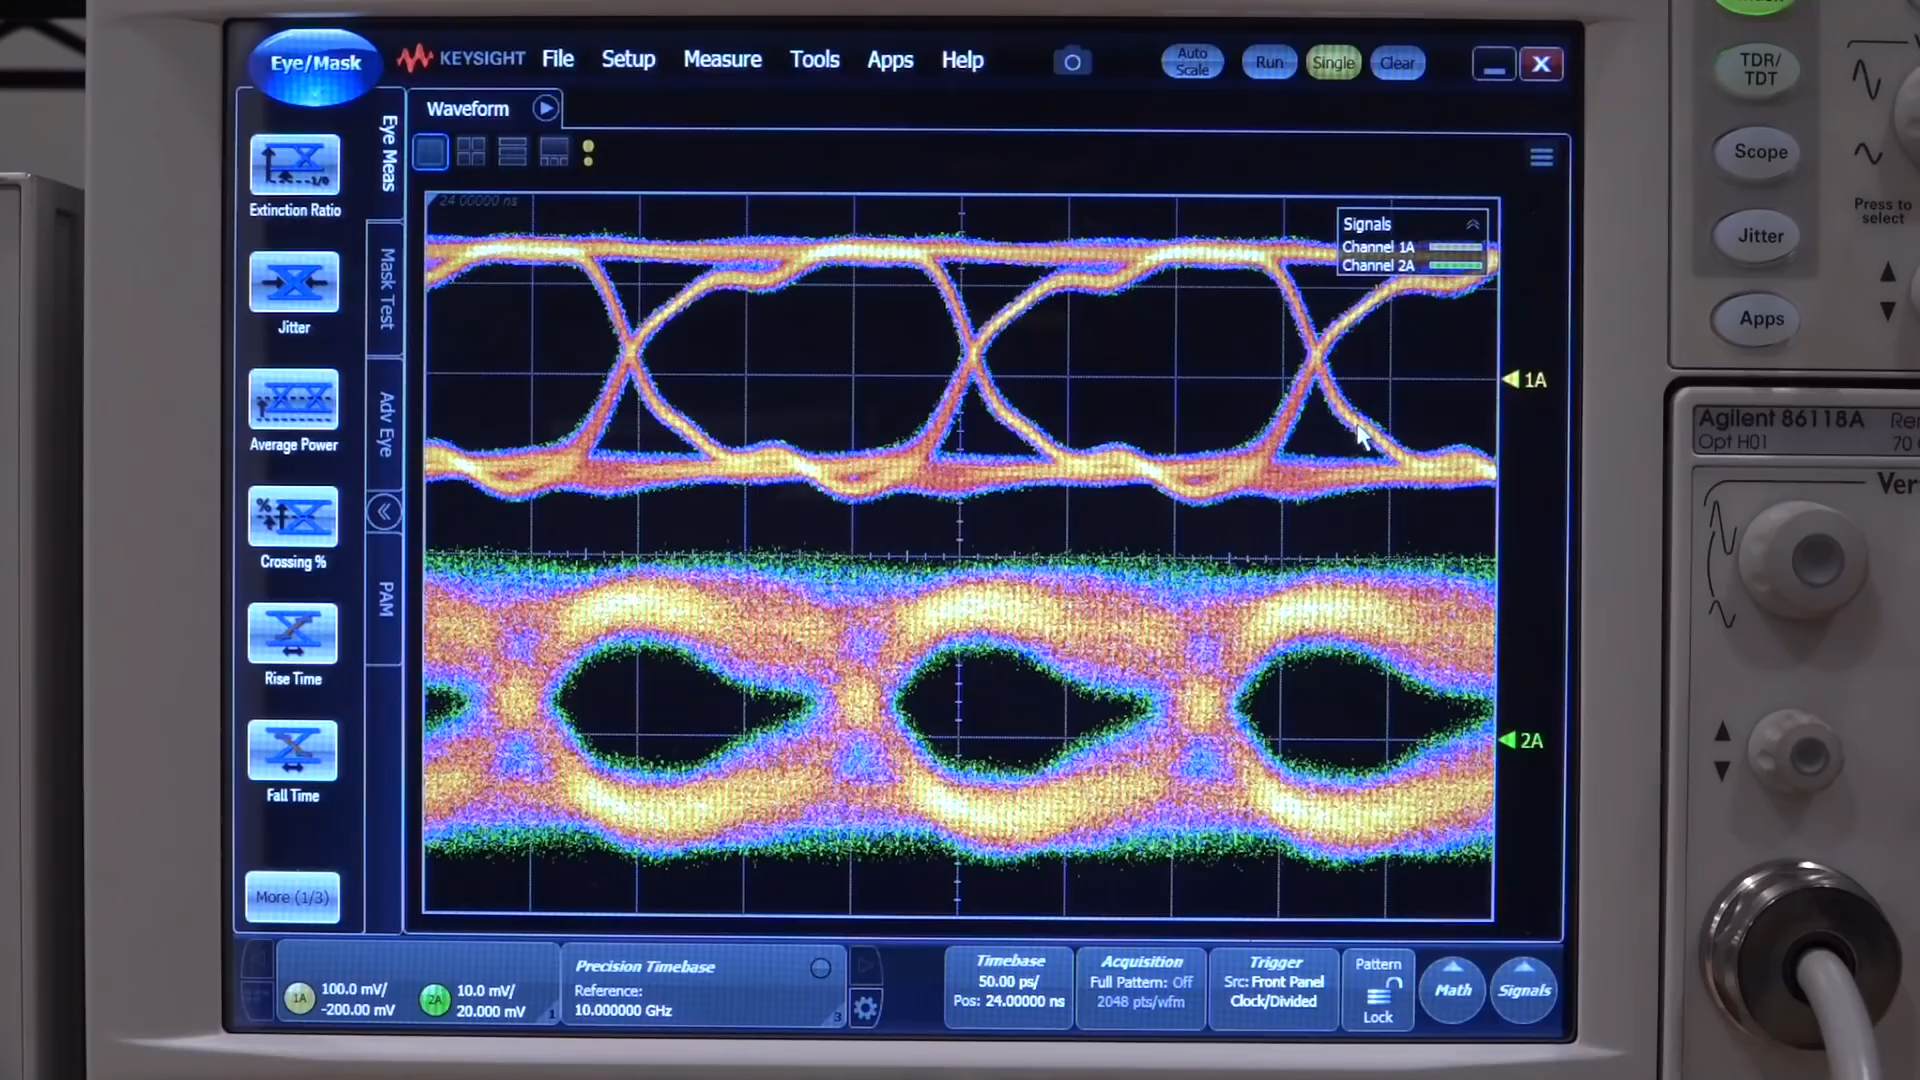 Eye/Mask
KEYSIGHT
File Setup Measure Tools Apps Help
Auto Scale
Run
Single
Clear
X
Waveform
Eye Meas
Mask Test
Adv Eye
PAM
Extinction Ratio
Jitter
Average Power
Crossing %
Rise Time
Fall Time
More (1/3)
24.00000 ns
Signals
Channel 1A
Channel 2A
1A
2A
1A
100.0 mV/
-200.00 mV
2A
10.0 mV/
20.000 mV
1
Precision Timebase
Reference:
10.000000 GHz
3
Timebase
50.00 ps/
Pos: 24.00000 ns
Acquisition
Full Pattern: Off
2048 pts/wfm
Trigger
Src: Front Panel
Clock/Divided
Pattern
Lock
Math
Signals
TDR/
TDT
Scope
Jitter
Apps
Press to
select
Agilent 86118A
Opt H01
70